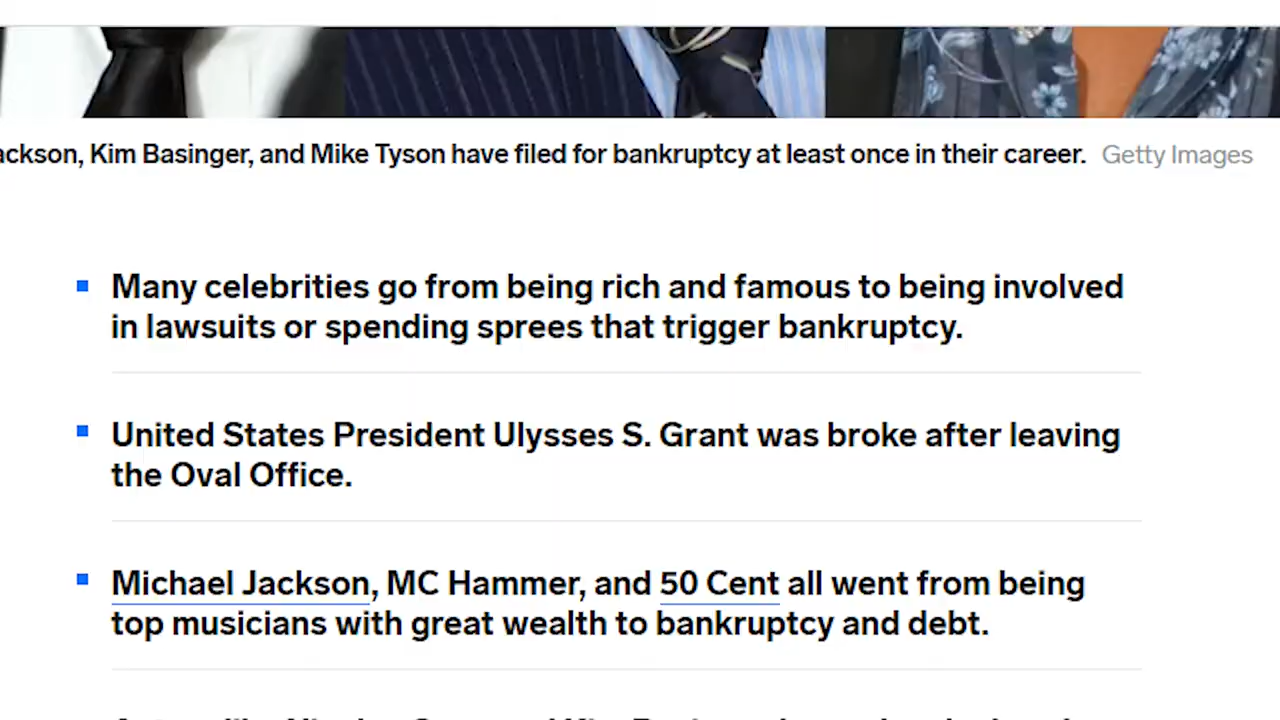 ackson, Kim Basinger, and Mike Tyson have filed for bankruptcy at least once in their career. Getty Images
Many celebrities go from being rich and famous to being involved
in lawsuits or spending sprees that trigger bankruptcy.
United States President Ulysses S. Grant was broke after leaving
the Oval Office.
Michael Jackson, MC Hammer, and 50 Cent all went from being
top musicians with great wealth to bankruptcy and debt.